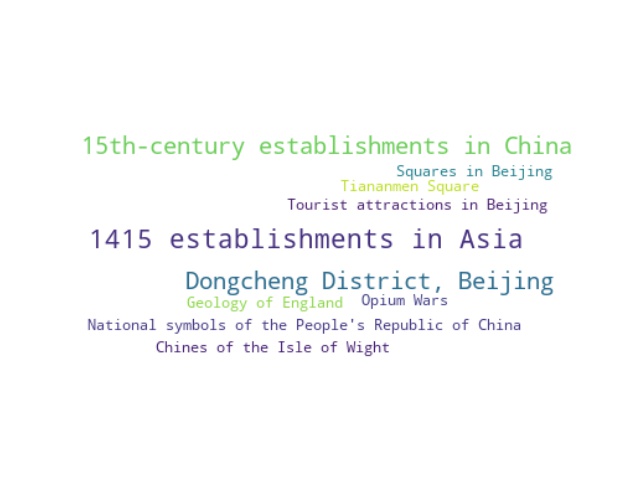 15th-century establishments in China
Squares in Beijing
Tiananmen Square
Tourist attractions in Beijing
1415 establishments in Asia
Dongcheng District, Beijing
Geology of England
Opium Wars
National symbols of the People's Republic of China
Chines of the Isle of Wight